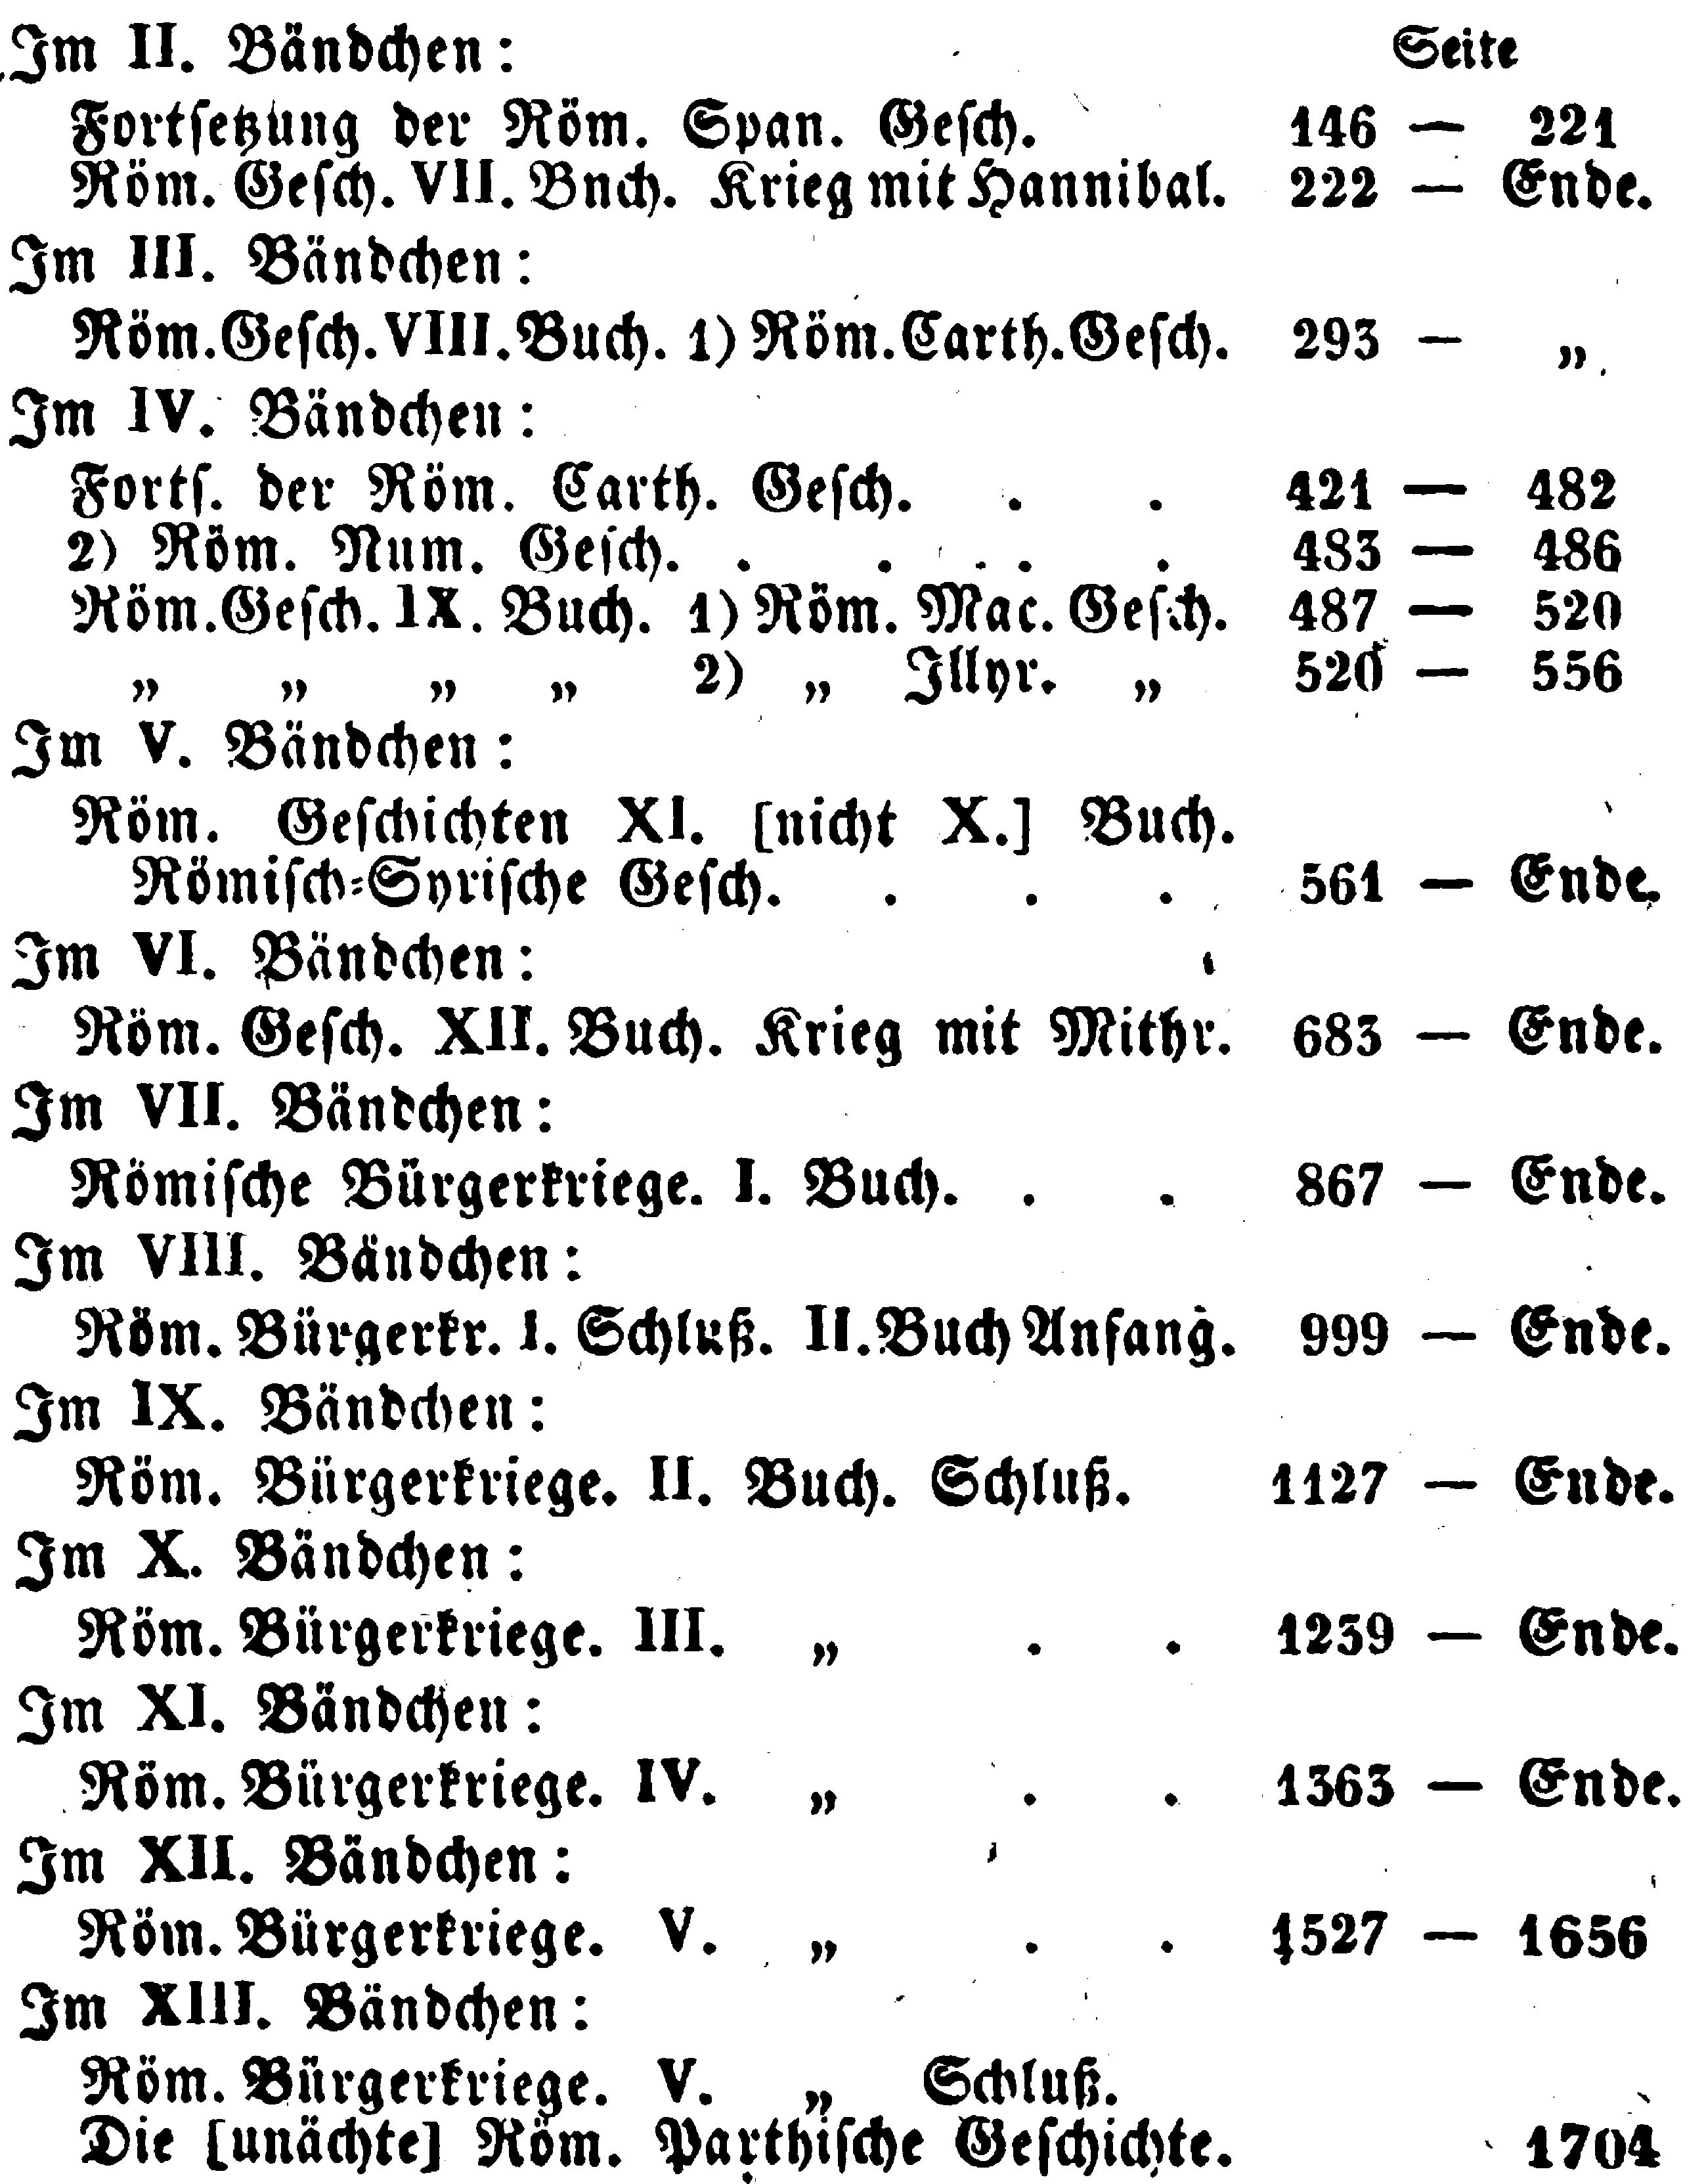 Im II. Bändchen: Seite
Fortsetzung der Röm. Span. Gesch. 146 — 221
Röm. Gesch. VII. Bnch. Krieg mit Hannibal. 222 — Ende.
Im III. Bändchen:
Röm. Gesch. VIII. Buch. 1) Röm. Carth. Gesch. 293 — „
Im IV. Bändchen:
Forts. der Röm. Carth. Gesch. . . 421 — 482
2) Röm. Num. Gesch. . . . . 483 — 486
Röm. Gesch. IX. Buch. 1) Röm. Mac. Gesch. 487 — 520
„ „ „ „ 2) „ Illyr. „ 520 — 556
Im V. Bändchen:
Röm. Geschichten XI. [nicht X.] Buch.
Römisch-Syrische Gesch. . . . 561 — Ende.
Im VI. Bändchen:
Röm. Gesch. XII. Buch. Krieg mit Mithr. 683 — Ende.
Im VII. Bändchen:
Römische Bürgerkriege. I. Buch. . . 867 — Ende.
Im VIII. Bändchen:
Röm. Bürgerkr. I. Schluß. II. Buch Anfang. 999 — Ende.
Im IX. Bändchen:
Röm. Bürgerkriege. II. Buch. Schluß. 1127 — Ende.
Im X. Bändchen:
Röm. Bürgerkriege. III. „ . . 1239 — Ende.
Im XI. Bändchen:
Röm. Bürgerkriege. IV. „ . . 1363 — Ende.
Im XII. Bändchen:
Röm. Bürgerkriege. V. „ . . 1527 — 1656
Im XIII. Bändchen:
Röm. Bürgerkriege. V. „ Schluß.
Die [unächte] Röm. Parthische Geschichte. 1704